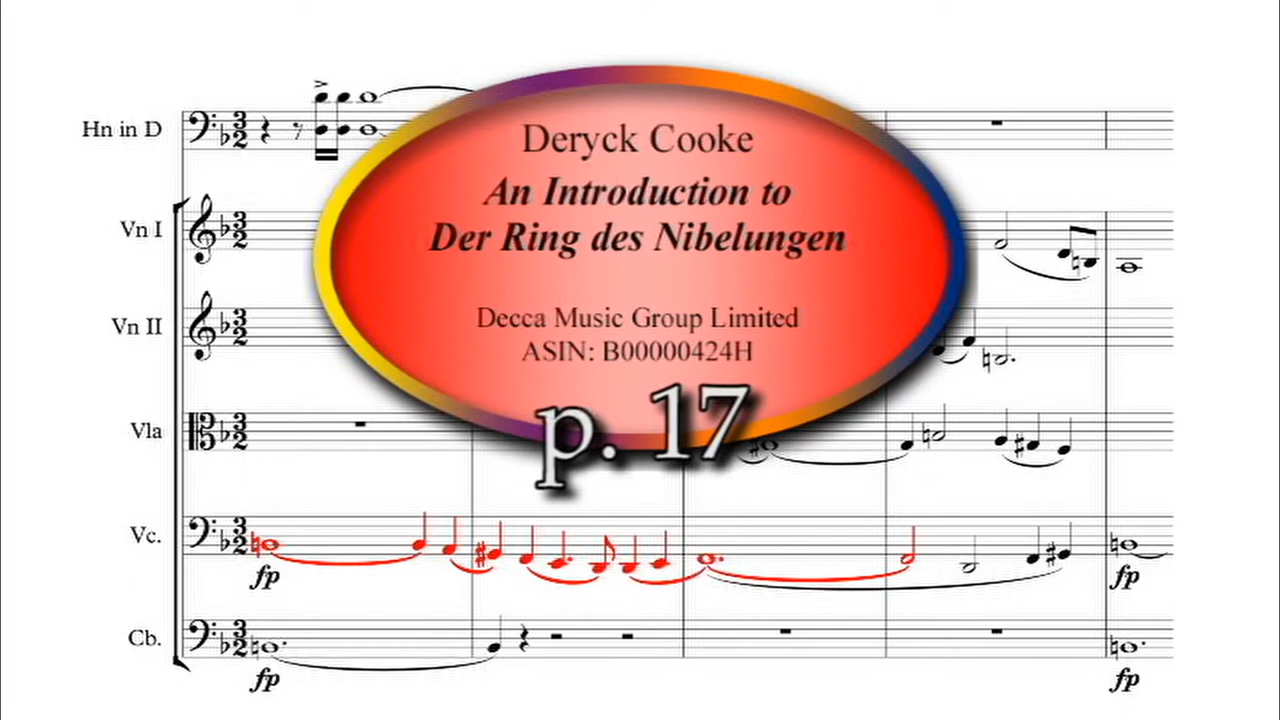 Deryck Cooke
An Introduction to
Der Ring des Nibelungen
Decca Music Group Limited
ASIN: B00000424H
p. 17
Hn in D
Vn I
Vn II
Vla
Vc.
fp
fp
Cb.
fp
fp